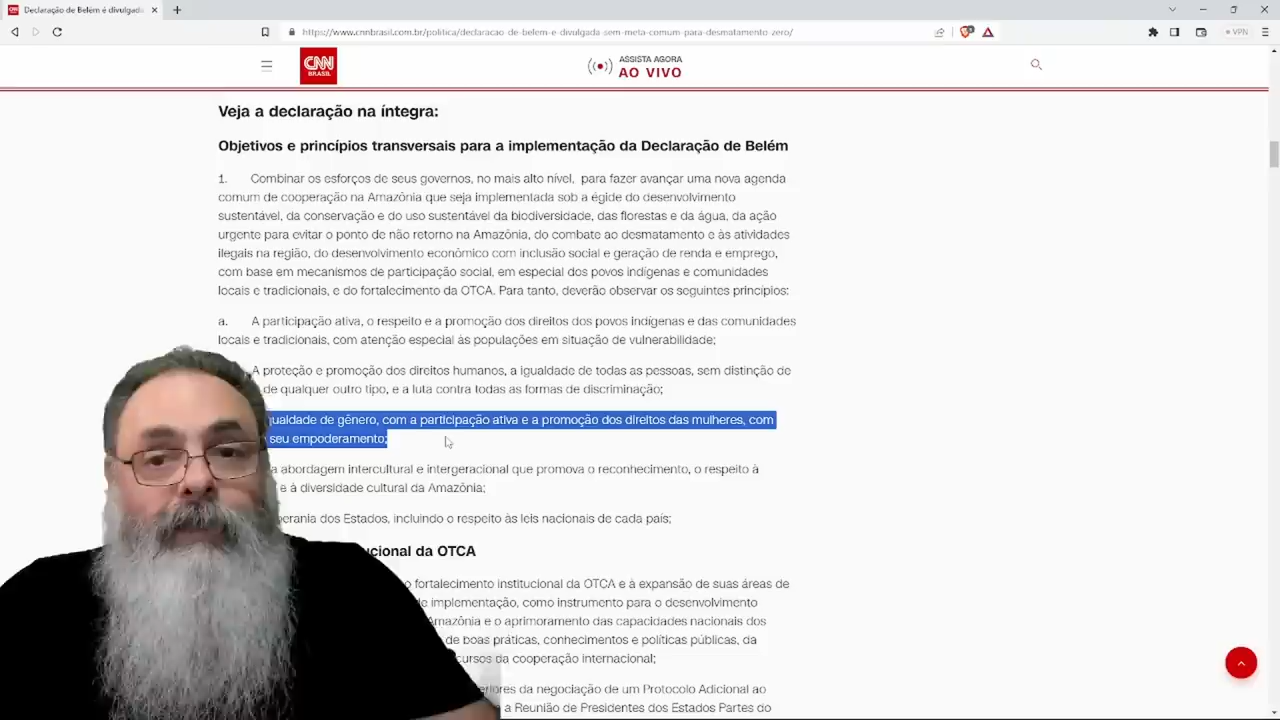 Declaração de Belém é divulgada
https://www.cnnbrasil.com.br/politica/declaracao-de-belem-e-divulgada-sem-meta-comum-para-desmatamento-zero/
VPN
CNN
BRASIL
ASSISTA AGORA
AO VIVO
Veja a declaração na íntegra:
Objetivos e princípios transversais para a implementação da Declaração de Belém
1. Combinar os esforços de seus governos, no mais alto nível, para fazer avançar uma nova agenda
comum de cooperação na Amazônia que seja implementada sob a égide do desenvolvimento
sustentável, da conservação e do uso sustentável da biodiversidade, das florestas e da água, da ação
urgente para evitar o ponto de não retorno na Amazônia, do combate ao desmatamento e às atividades
ilegais na região, do desenvolvimento econômico com inclusão social e geração de renda e emprego,
com base em mecanismos de participação social, em especial dos povos indígenas e comunidades
locais e tradicionais, e do fortalecimento da OTCA. Para tanto, deverão observar os seguintes princípios:
a. A participação ativa, o respeito e a promoção dos direitos dos povos indígenas e das comunidades
locais e tradicionais, com atenção especial às populações em situação de vulnerabilidade;
A proteção e promoção dos direitos humanos, a igualdade de todas as pessoas, sem distinção de
de qualquer outro tipo, e a luta contra todas as formas de discriminação;
gualdade de gênero, com a participação ativa e a promoção dos direitos das mulheres, com
seu empoderamento;
a abordagem intercultural e intergeracional que promova o reconhecimento, o respeito à
e à diversidade cultural da Amazônia;
erania dos Estados, incluindo o respeito às leis nacionais de cada país;
ucional da OTCA
o fortalecimento institucional da OTCA e à expansão de suas áreas de
de implementação, como instrumento para o desenvolvimento
Amazônia e o aprimoramento das capacidades nacionais dos
de boas práticas, conhecimentos e políticas públicas, da
cursos da cooperação internacional;
da negociação de um Protocolo Adicional ao
a Reunião de Presidentes dos Estados Partes do